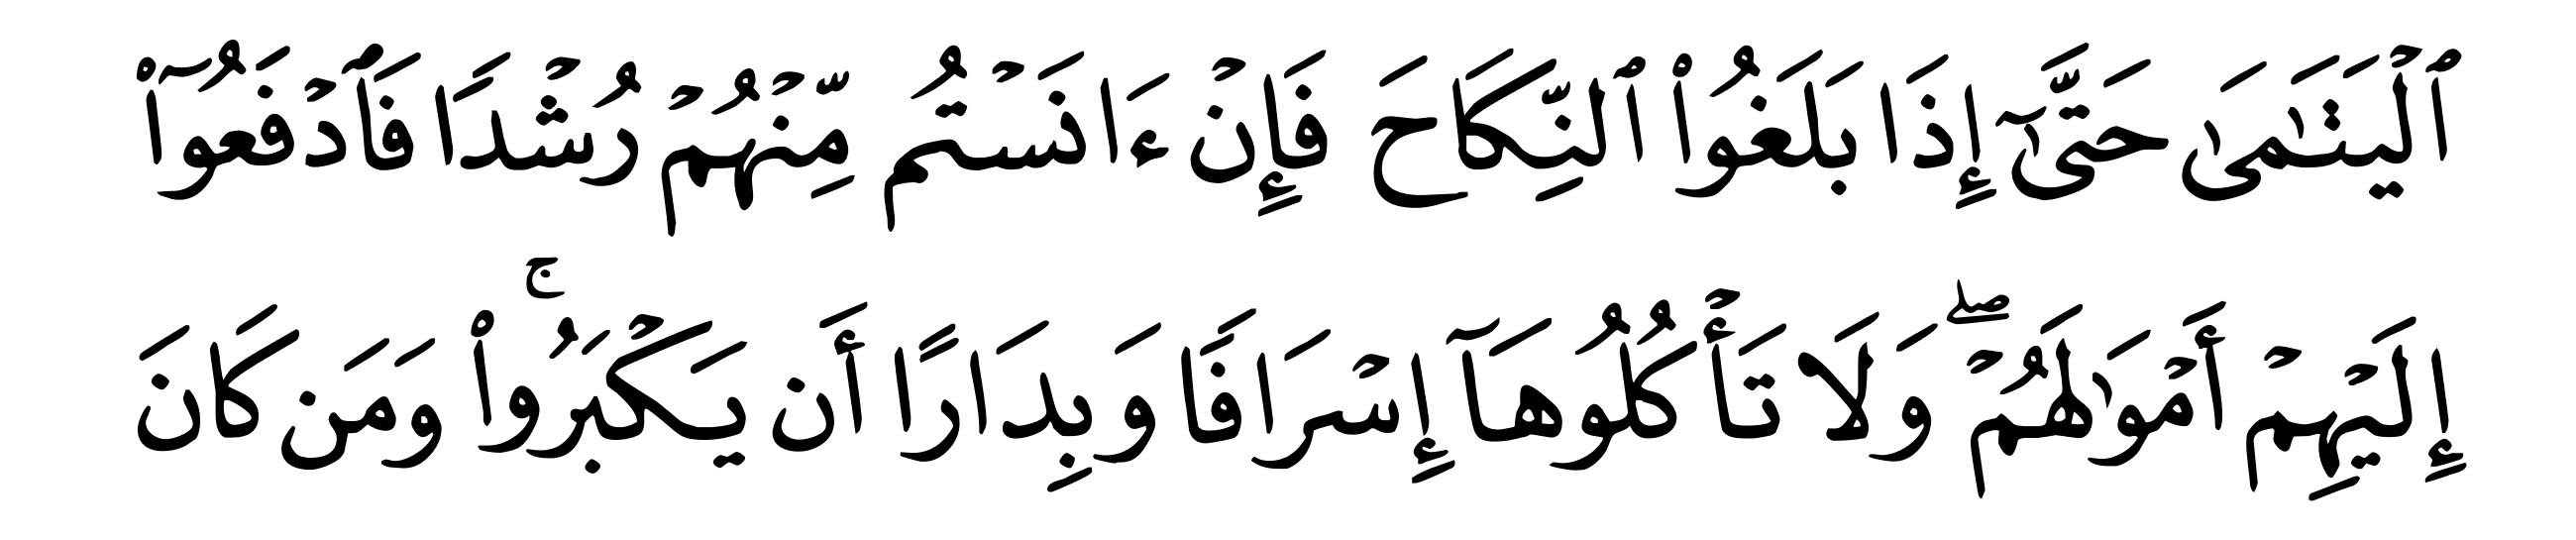 ٱلۡيَتَٰمَىٰ حَتَّىٰٓ إِذَا بَلَغُواْ ٱلنِّكَاحَ فَإِنۡ ءَانَسۡتُم مِّنۡهُمۡ رُشۡدٗا فَٱدۡفَعُوٓاْ
إِلَيۡهِمۡ أَمۡوَٰلَهُمۡۖ وَلَا تَأۡكُلُوهَآ إِسۡرَافٗا وَبِدَارًا أَن يَكۡبَرُواْۚ وَمَن كَانَ